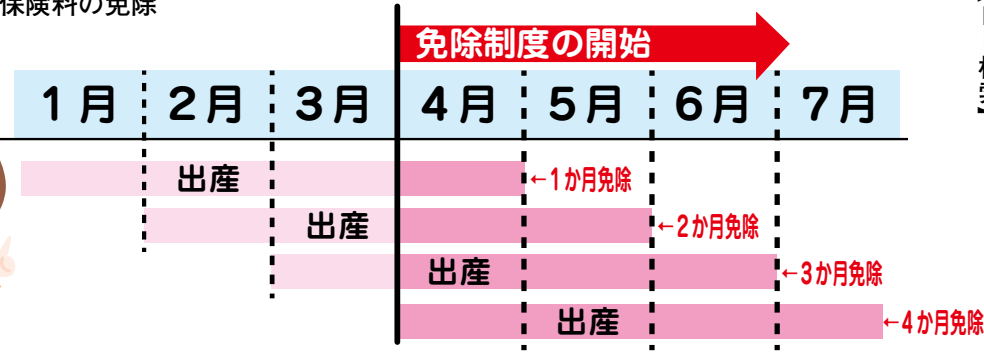 保険料の免除
免除制度の開始
1月 2月 3月 4月 5月 6月 7月
出産 ←1か月免除
出産 ←2か月免除
出産 ←3か月免除
出産 ←4か月免除